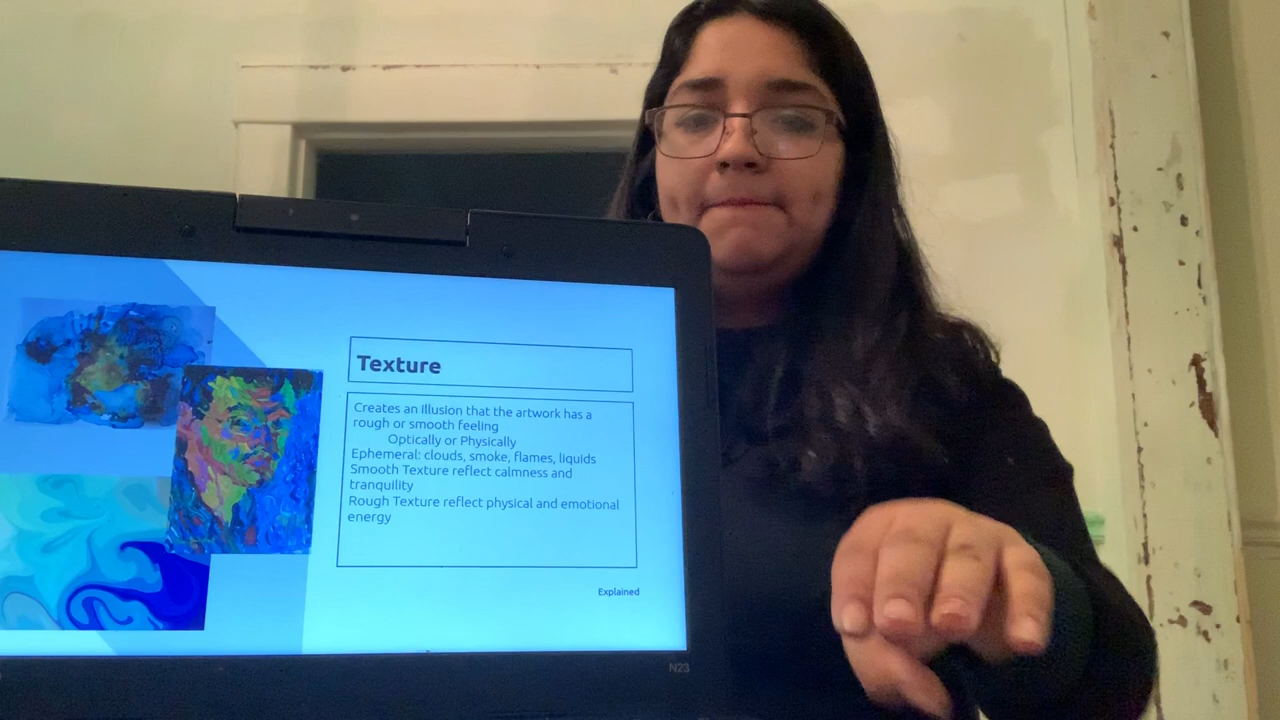 Texture
Creates an Illusion that the artwork has a
rough or smooth feeling
Optically or Physically
Ephemeral: clouds, smoke, flames, liquids
Smooth Texture reflect calmness and
tranquility
Rough Texture reflect physical and emotional
energy
Explained
N23